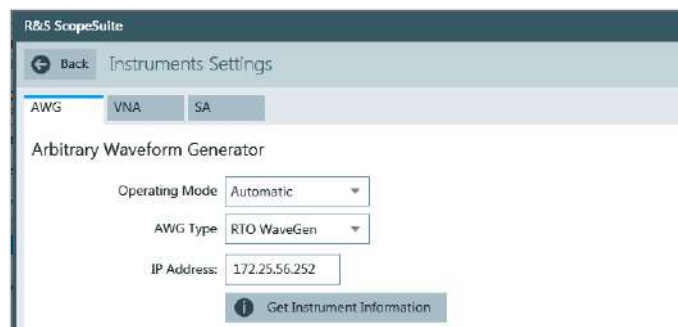 R&S ScopeSuite
Back Instruments Settings
AWG VNA SA
Arbitrary Waveform Generator
Operating Mode Automatic
AWG Type RTO WaveGen
IP Address: 172.25.56.252
Get Instrument Information